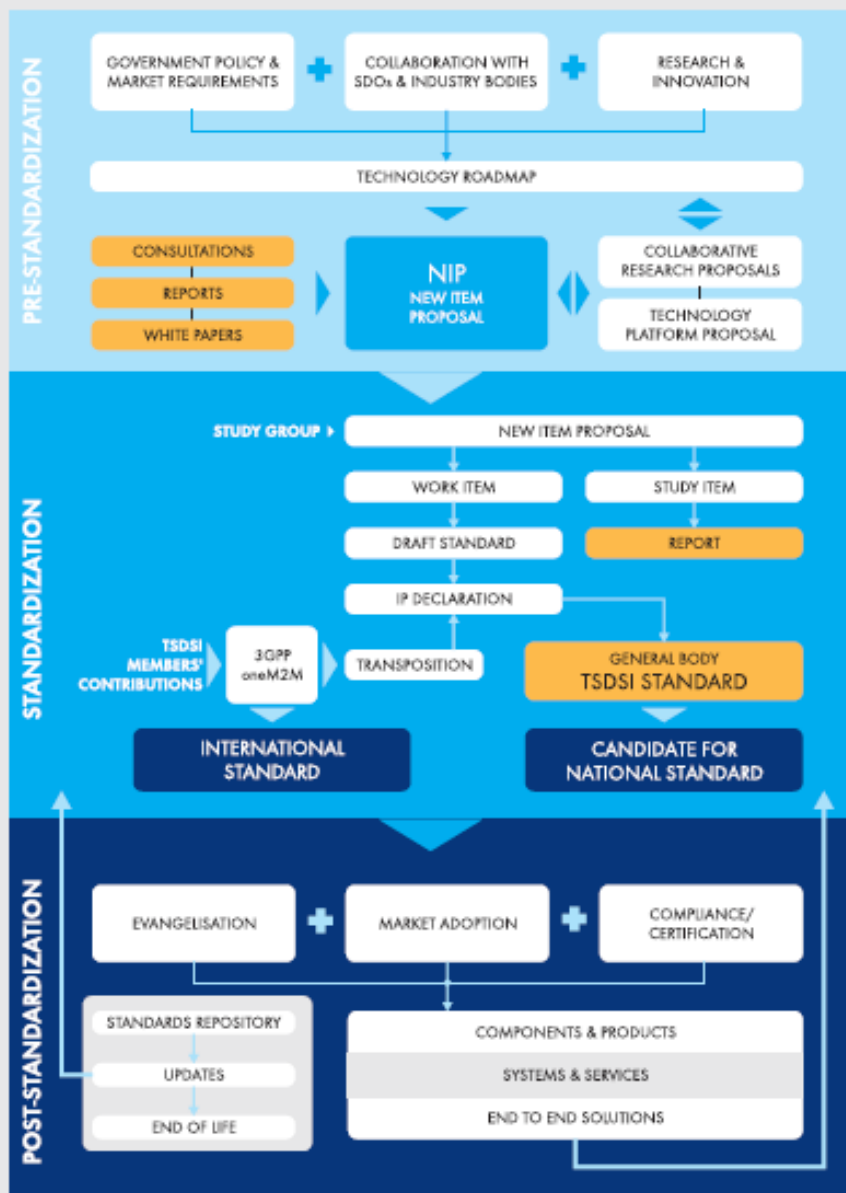 PRE-STANDARDIZATION
GOVERNMENT POLICY &
MARKET REQUIREMENTS
COLLABORATION WITH
SDOs & INDUSTRY BODIES
RESEARCH &
INNOVATION
TECHNOLOGY ROADMAP
CONSULTATIONS
REPORTS
WHITE PAPERS
NIP
NEW ITEM
PROPOSAL
COLLABORATIVE
RESEARCH PROPOSALS
TECHNOLOGY
PLATFORM PROPOSAL
STANDARDIZATION
STUDY GROUP
NEW ITEM PROPOSAL
WORK ITEM
STUDY ITEM
DRAFT STANDARD
REPORT
IP DECLARATION
TSDSI
MEMBERS'
CONTRIBUTIONS
3GPP
oneM2M
TRANSPOSITION
GENERAL BODY
TSDSI STANDARD
INTERNATIONAL
STANDARD
CANDIDATE FOR
NATIONAL STANDARD
POST-STANDARDIZATION
EVANGELISATION
MARKET ADOPTION
COMPLIANCE/
CERTIFICATION
STANDARDS REPOSITORY
UPDATES
END OF LIFE
COMPONENTS & PRODUCTS
SYSTEMS & SERVICES
END TO END SOLUTIONS